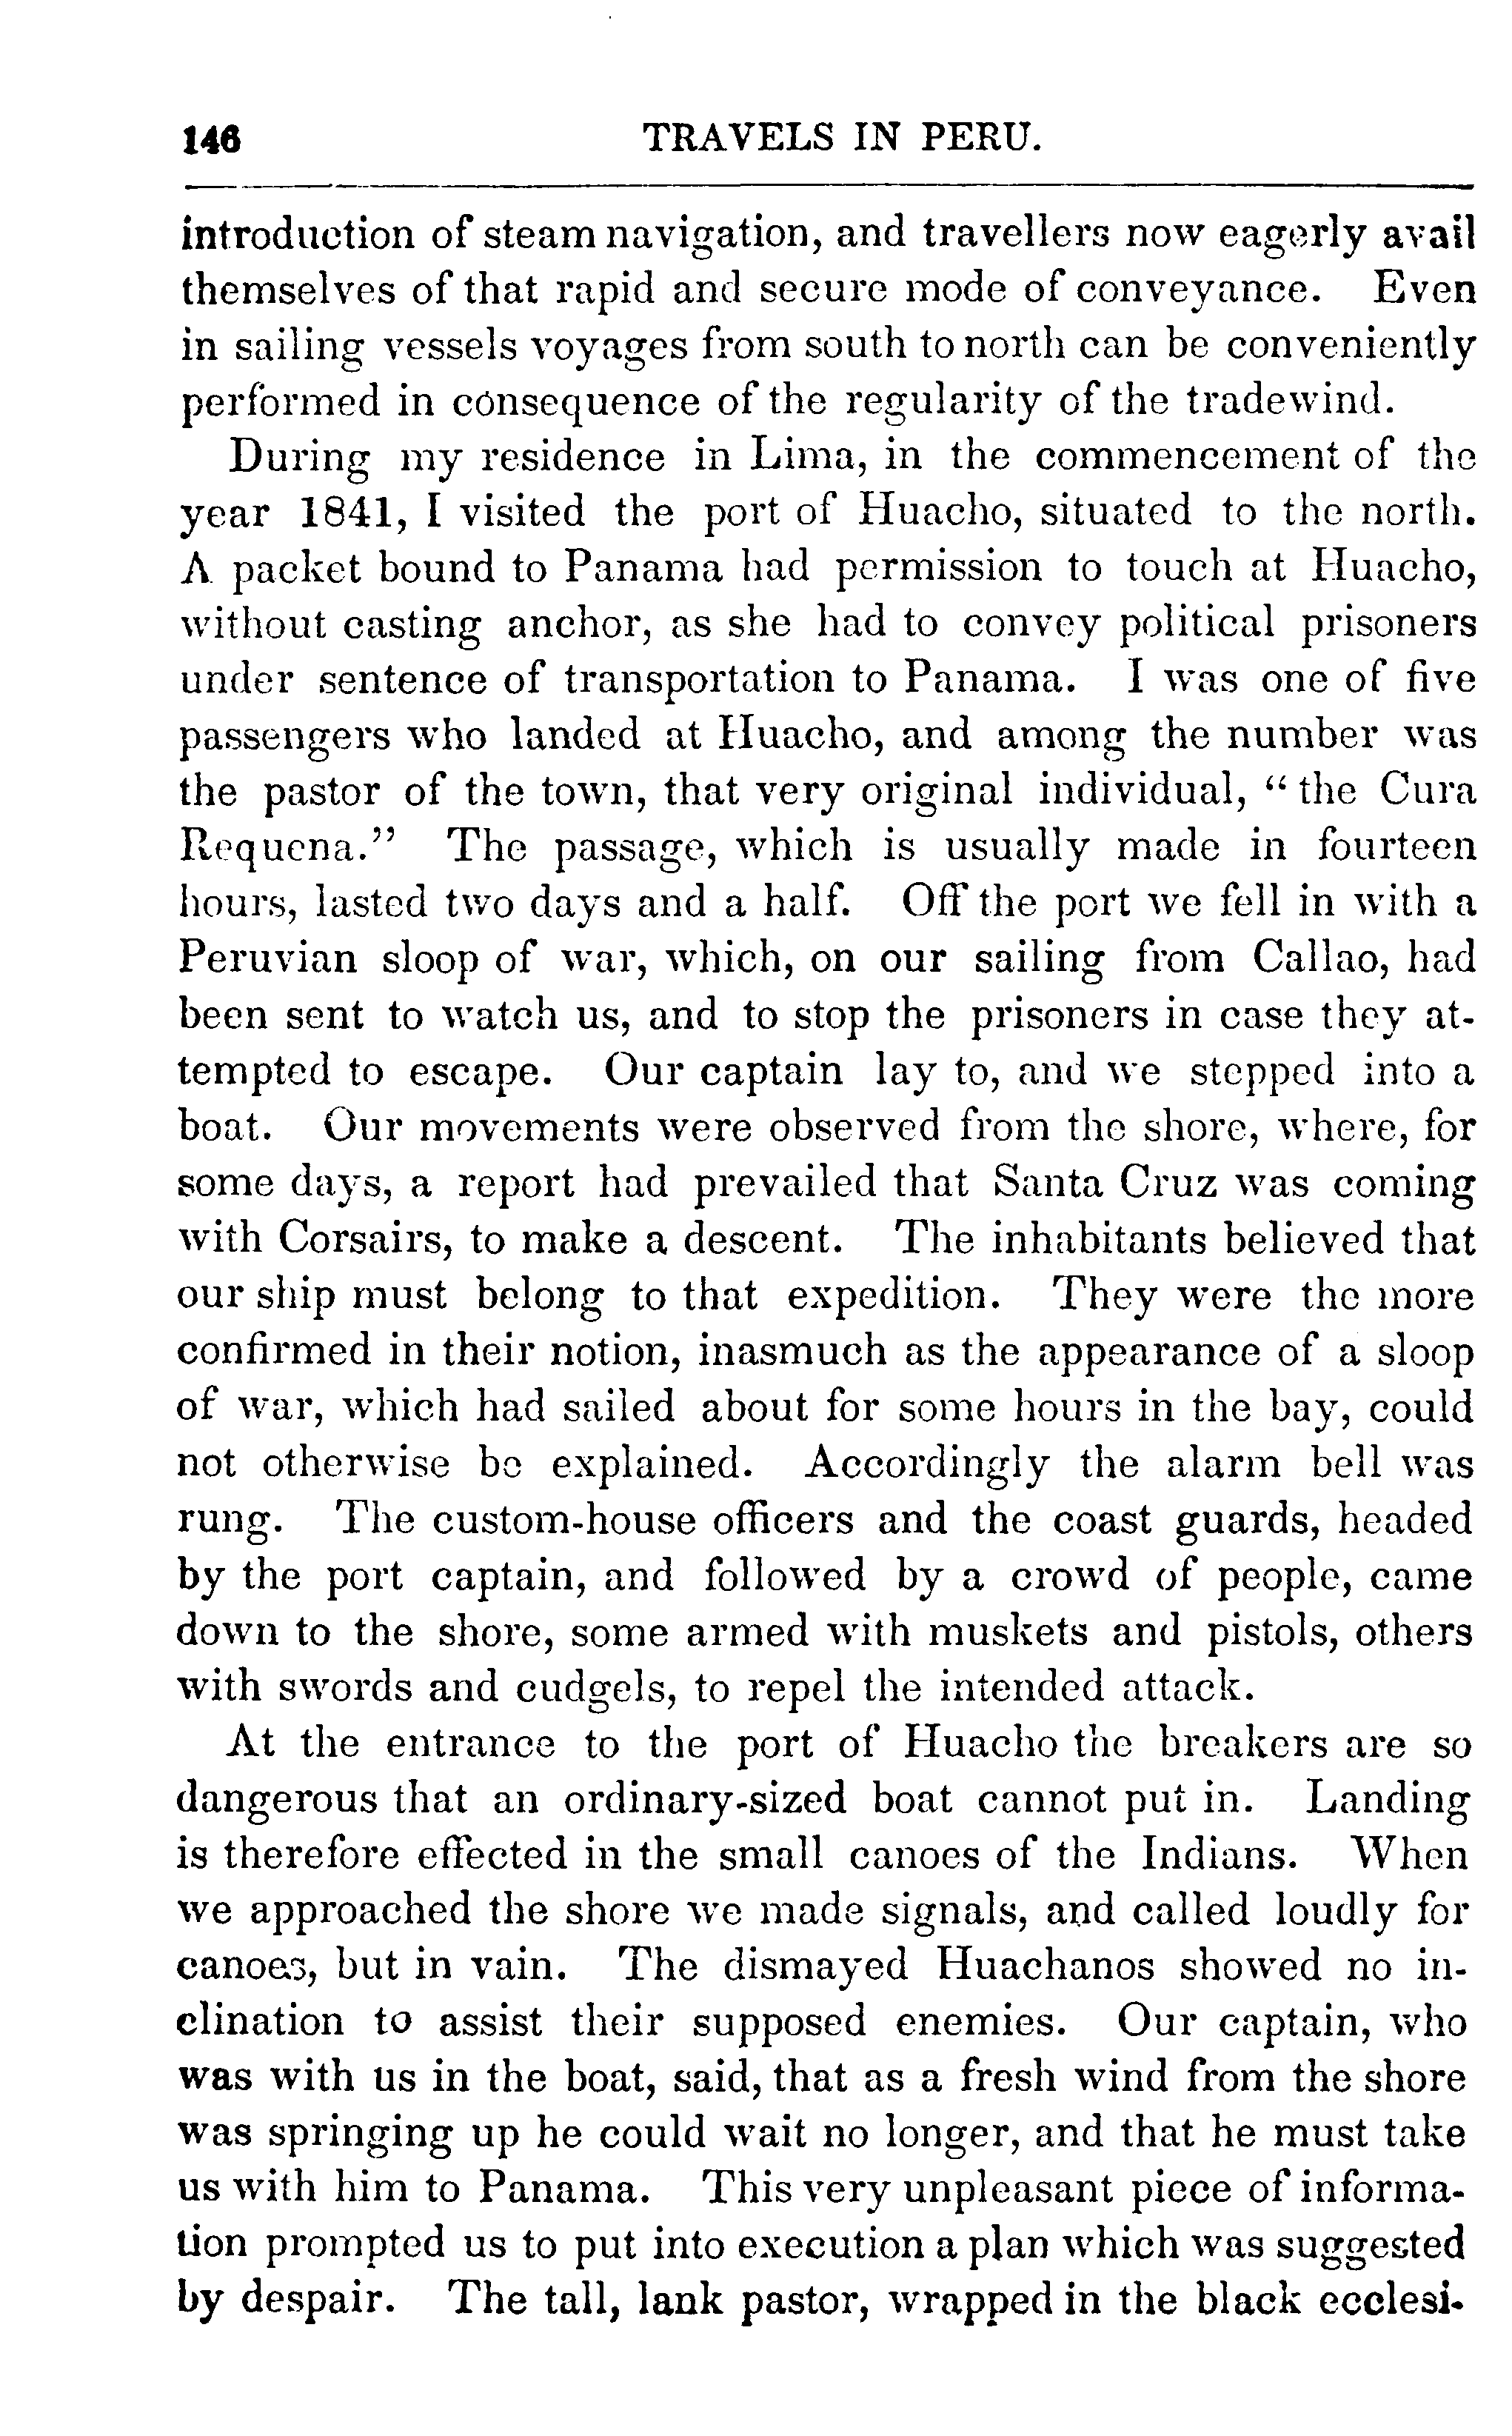 146 TRAVELS IN PERU.
introduction of steam navigation, and travellers now eagerly avail
themselves of that rapid and secure mode of conveyance. Even
in sailing vessels voyages from south to north can be conveniently
performed in consequence of the regularity of the tradewind.
During my residence in Lima, in the commencement of the
year 1841, I visited the port of Huacho, situated to the north.
A packet bound to Panama had permission to touch at Huacho,
without casting anchor, as she had to convey political prisoners
under sentence of transportation to Panama. I was one of five
passengers who landed at Huacho, and among the number was
the pastor of the town, that very original individual, “the Cura
Requena.” The passage, which is usually made in fourteen
hours, lasted two days and a half. Off the port we fell in with a
Peruvian sloop of war, which, on our sailing from Callao, had
been sent to watch us, and to stop the prisoners in case they at-
tempted to escape. Our captain lay to, and we stepped into a
boat. Our movements were observed from the shore, where, for
some days, a report had prevailed that Santa Cruz was coming
with Corsairs, to make a descent. The inhabitants believed that
our ship must belong to that expedition. They were the more
confirmed in their notion, inasmuch as the appearance of a sloop
of war, which had sailed about for some hours in the bay, could
not otherwise be explained. Accordingly the alarm bell was
rung. The custom-house officers and the coast guards, headed
by the port captain, and followed by a crowd of people, came
down to the shore, some armed with muskets and pistols, others
with swords and cudgels, to repel the intended attack.
At the entrance to the port of Huacho the breakers are so
dangerous that an ordinary-sized boat cannot put in. Landing
is therefore effected in the small canoes of the Indians. When
we approached the shore we made signals, and called loudly for
canoes, but in vain. The dismayed Huachanos showed no in-
clination to assist their supposed enemies. Our captain, who
was with us in the boat, said, that as a fresh wind from the shore
was springing up he could wait no longer, and that he must take
us with him to Panama. This very unpleasant piece of informa-
tion prompted us to put into execution a plan which was suggested
by despair. The tall, lank pastor, wrapped in the black ecclesi-